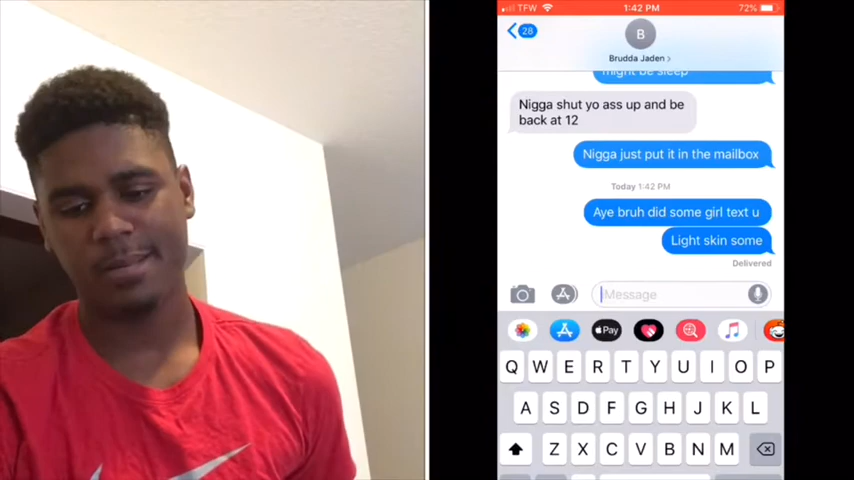 TFW 1:42 PM 72%
28
B
Brudda Jaden >
might be sleep
Nigga shut yo ass up and be
back at 12
Nigga just put it in the mailbox
Today 1:42 PM
Aye bruh did some girl text u
Light skin some
Delivered
Message
Pay
Q W E R T Y U I O P
A S D F G H J K L
Z X C V B N M